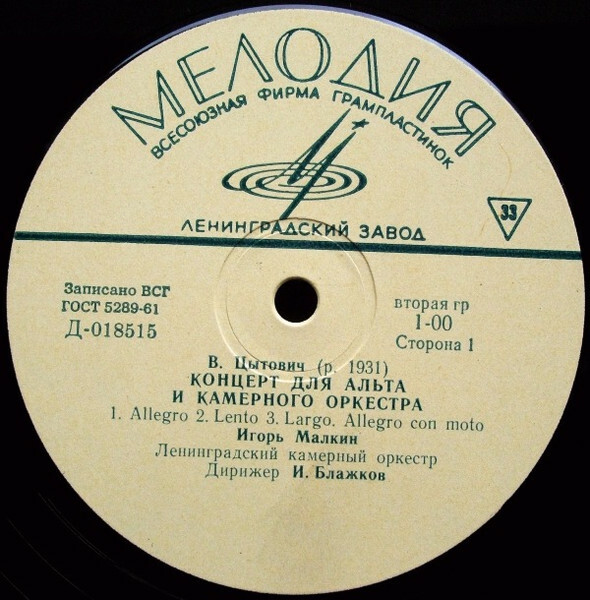 МЕЛОДИЯ
ВСЕСОЮЗНАЯ ФИРМА ГРАМПЛАСТИНОК
ЛЕНИНГРАДСКИЙ ЗАВОД
33
Записано ВСГ
ГОСТ 5289-61
Д-018515
вторая гр
1-00
Сторона 1
В. Цытович (р. 1931)
КОНЦЕРТ ДЛЯ АЛЬТА
И КАМЕРНОГО ОРКЕСТРА
1. Allegro 2. Lento 3. Largo. Allegro con moto
Игорь Малкин
Ленинградский камерный оркестр
Дирижер И. Блажков